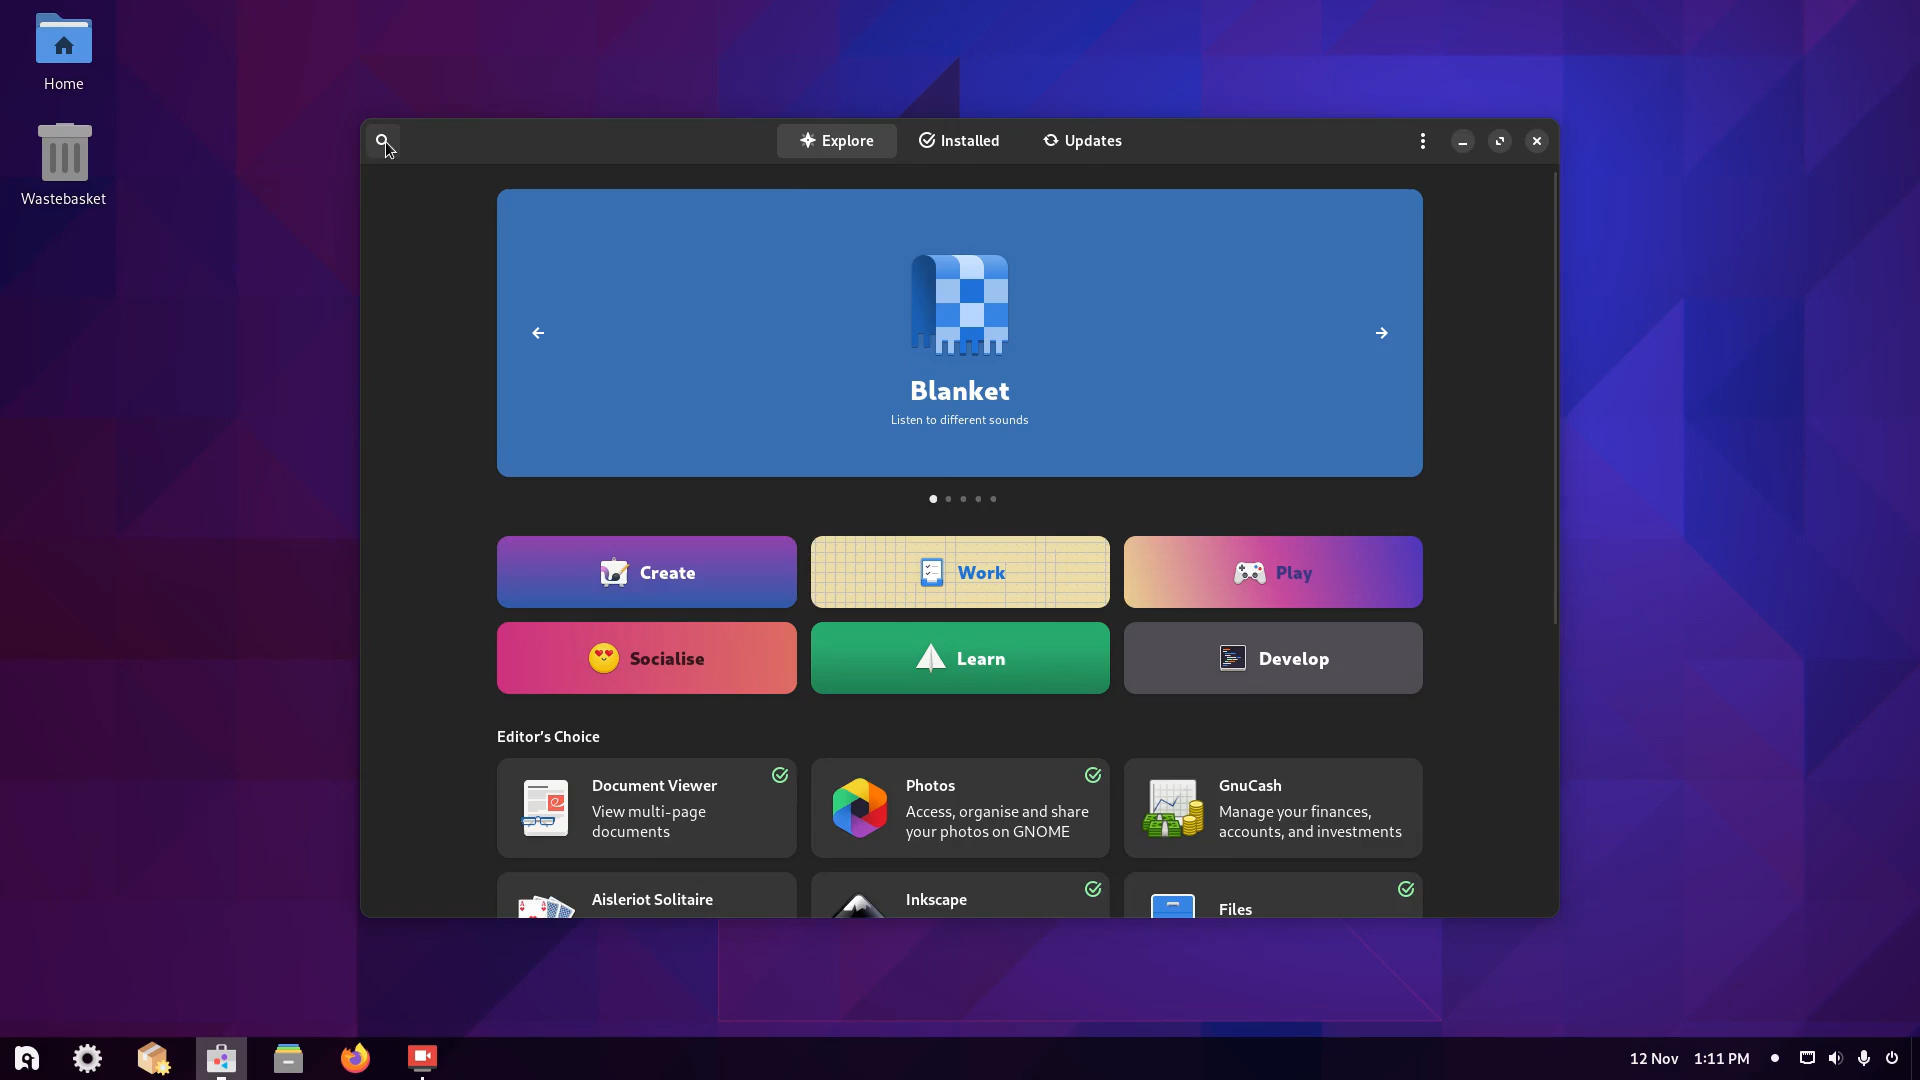 Home
Wastebasket
Explore
Installed
Updates
Blanket
Listen to different sounds
Create
Work
Play
Socialise
Learn
Develop
Editor's Choice
Document Viewer
View multi-page
documents
Photos
Access, organise and share
your photos on GNOME
GnuCash
Manage your finances,
accounts, and investments
Aisleriot Solitaire
Inkscape
Files
12 Nov 1:11 PM